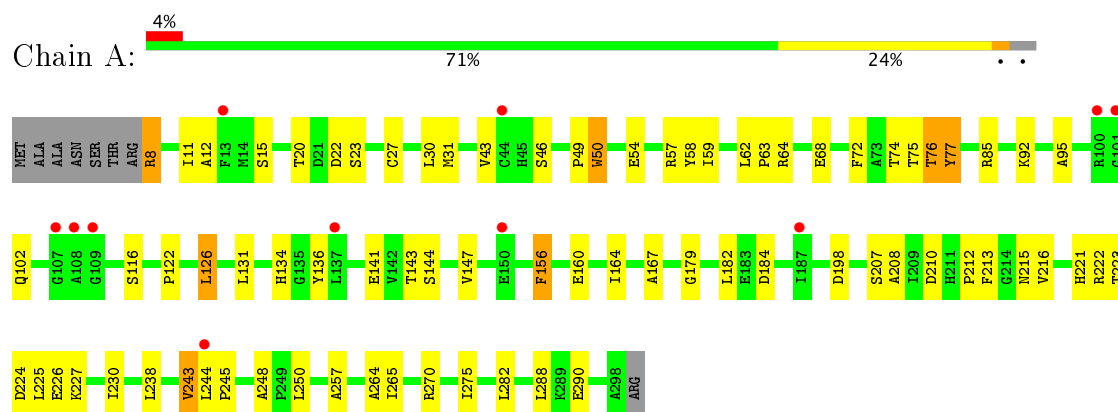 4%
Chain A:
71% 24% • •
MET ALA ALA ASN SER THR ARG R8 I11 A12 F13 M14 S15 T20 D21 D22 S23 C27 L30 N31 V43 C44 H45 S46 P49 W50 E54 R57 Y58 I59 L62 P63 R64 E68 F72 A73 T74 T75 T76 Y77 R85 K92 A95 R100 G101
Q102 G107 A108 G109 S116 P122 L126 L131 H134 G135 Y136 L137 E141 V142 T143 S144 V147 E150 F156 E160 I164 A167 G179 L182 E183 D184 I187 D198 S207 A208 I209 D210 H211 P212 F213 G214 N215 V216 H221 R222 T223
D224 L225 E226 K227 I230 L238 V243 L244 P245 A248 P249 L250 A257 A264 I265 R270 I275 L282 L288 K289 E290 A298 ARG